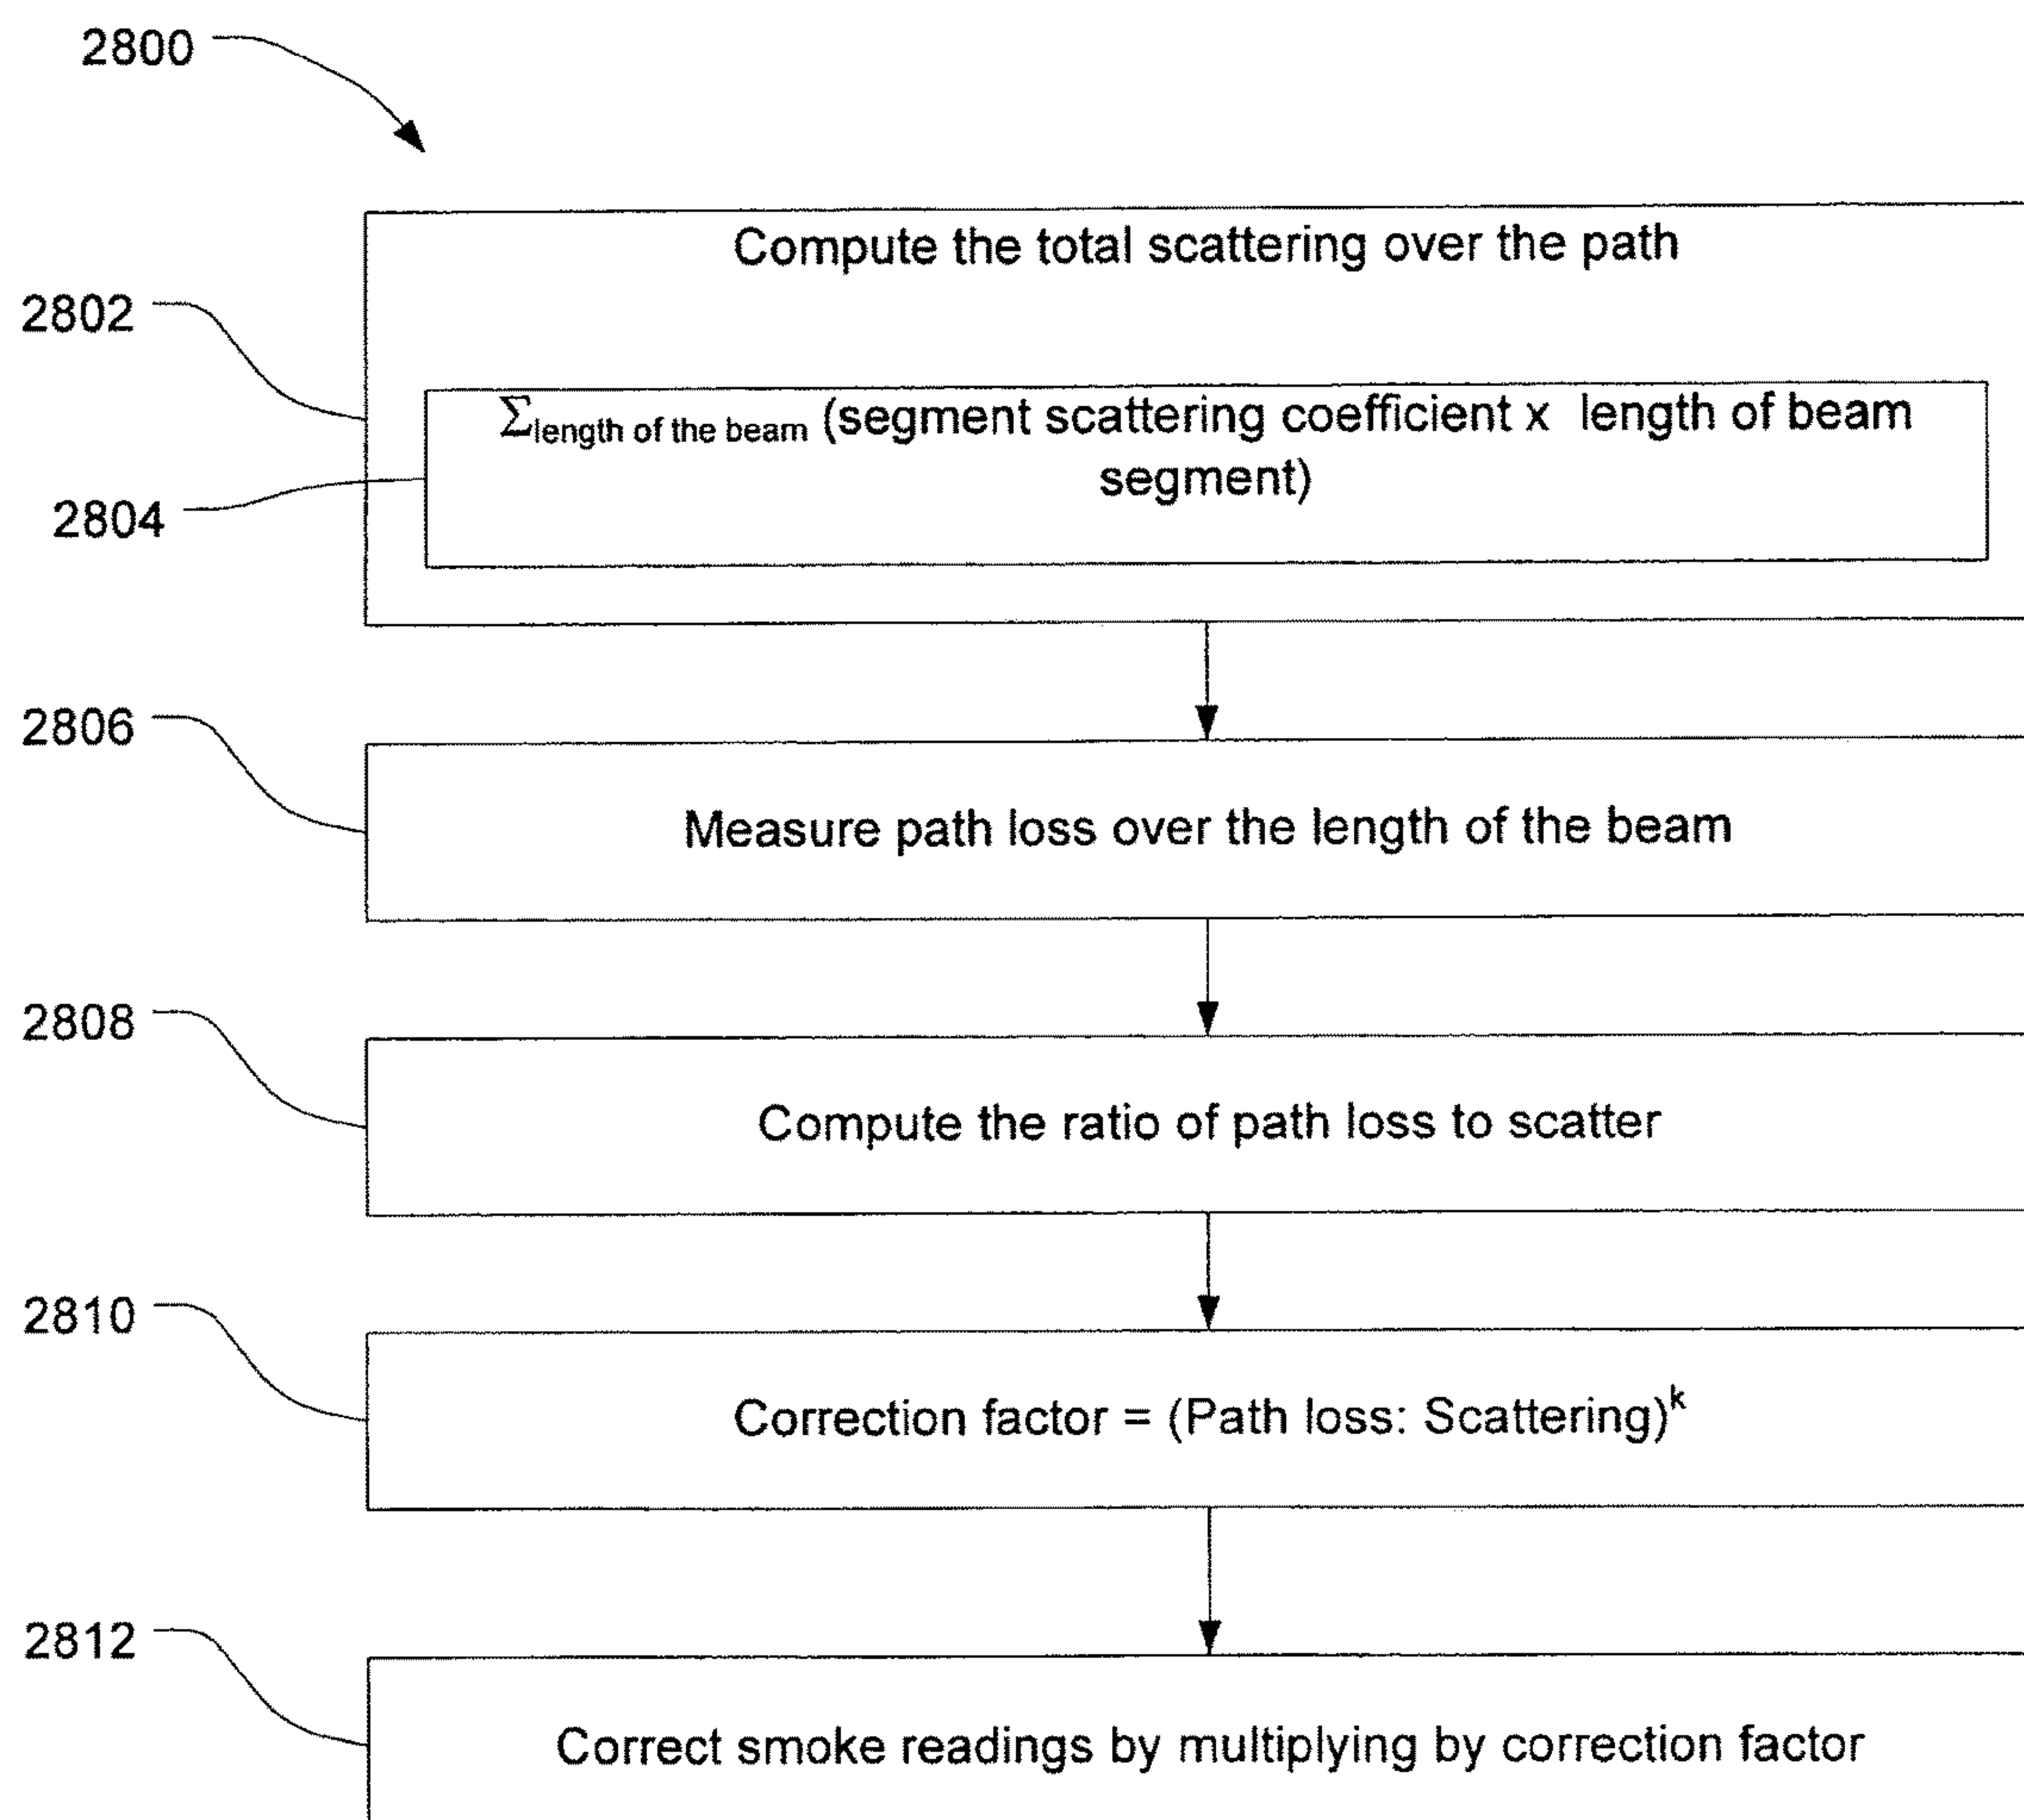 2800
Compute the total scattering over the path
2802
Σlength of the beam (segment scattering coefficient x length of beam
segment)
2804
2806
Measure path loss over the length of the beam
2808
Compute the ratio of path loss to scatter
2810
Correction factor = (Path loss: Scattering)^k
2812
Correct smoke readings by multiplying by correction factor